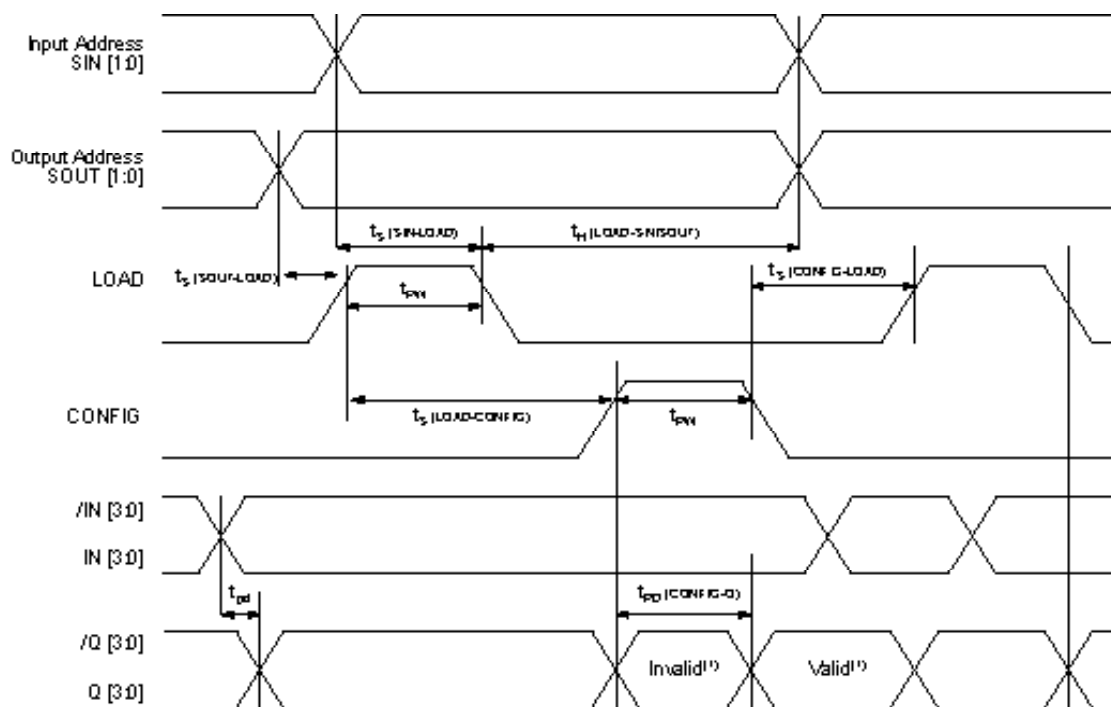 Input Address
SIN [1:0]
Output Address
SOUT [1:0]
tS (SIN-LOAD)
tH (LOAD-SIN/SOUT)
LOAD
tS (SOUT-LOAD)
tPW
tS (CONFIG-LOAD)
CONFIG
tS (LOAD-CONFIG)
tPW
/IN [3:0]
IN [3:0]
tpd
tPD (CONFIG-Q)
/Q [3:0]
Invalid(1)
Valid(1)
Q [3:0]